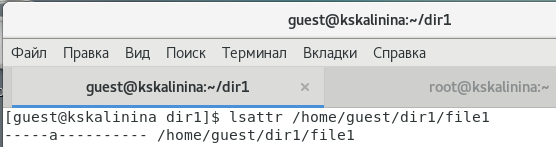 guest@kskalinina:~/dir1
Файл Правка Вид Поиск Терминал Вкладки Справка
guest@kskalinina:~/dir1 × root@kskalinina:~
[guest@kskalinina dir1]$ lsattr /home/guest/dir1/file1
-----a---------- /home/guest/dir1/file1